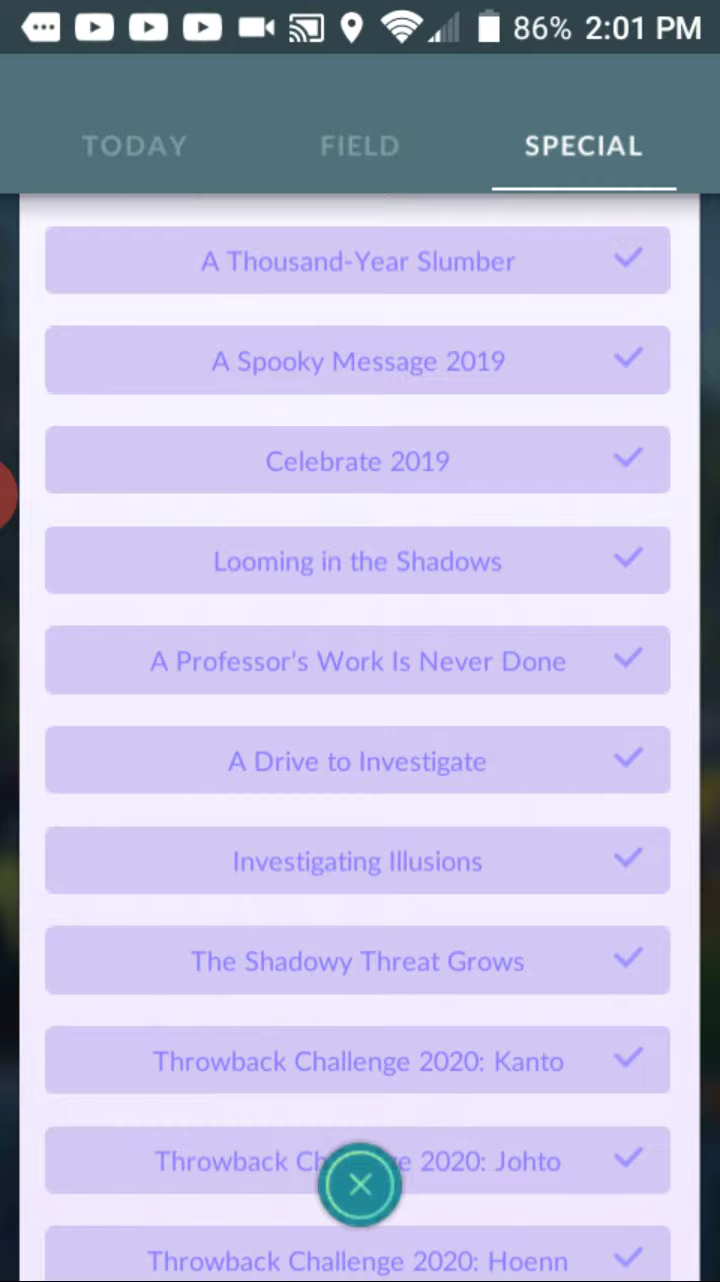 86% 2:01 PM
TODAY FIELD SPECIAL
A Thousand-Year Slumber
A Spooky Message 2019
Celebrate 2019
Looming in the Shadows
A Professor's Work Is Never Done
A Drive to Investigate
Investigating Illusions
The Shadowy Threat Grows
Throwback Challenge 2020: Kanto
Throwback Ch e 2020: Johto
Throwback Challenge 2020: Hoenn